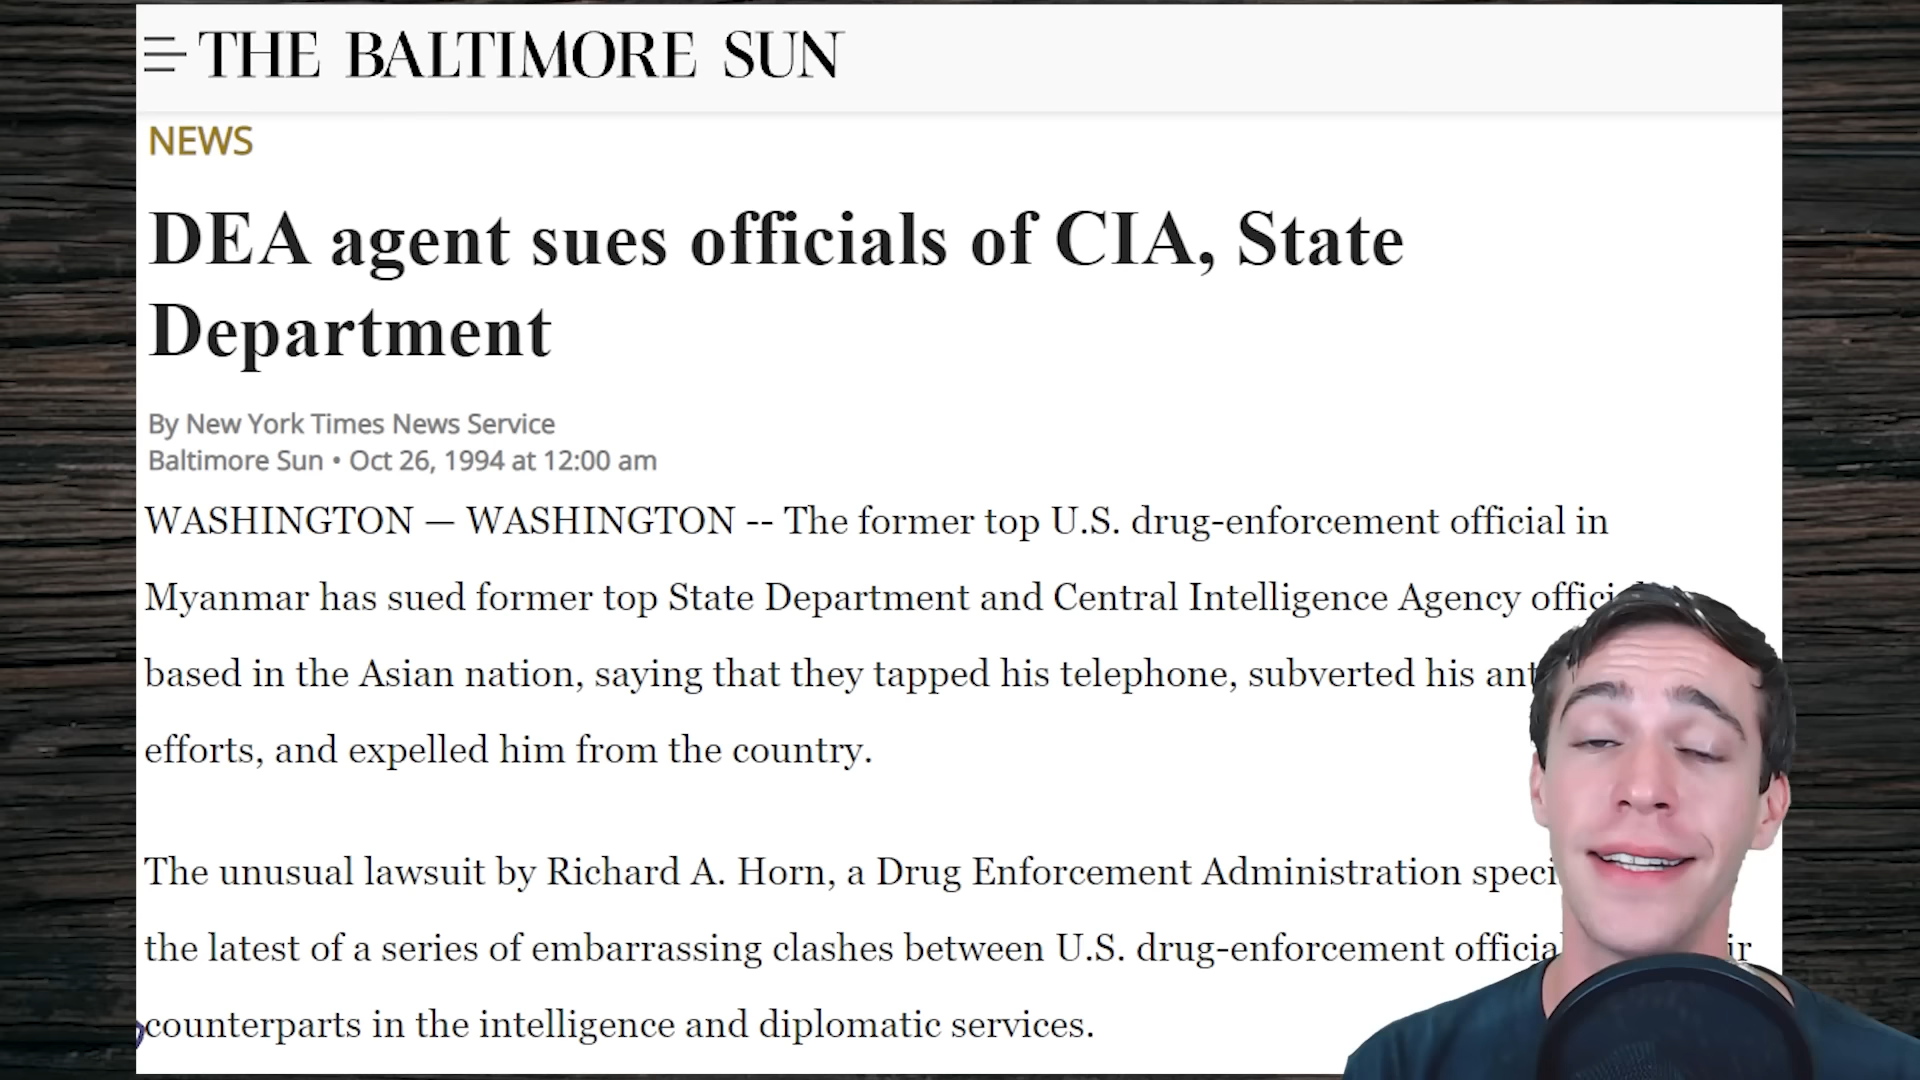 THE BALTIMORE SUN
NEWS
DEA agent sues officials of CIA, State
Department
By New York Times News Service
Baltimore Sun • Oct 26, 1994 at 12:00 am
WASHINGTON — WASHINGTON -- The former top U.S. drug-enforcement official in
Myanmar has sued former top State Department and Central Intelligence Agency
based in the Asian nation, saying that they tapped his telephone, subverted his
efforts, and expelled him from the country.
The unusual lawsuit by Richard A. Horn, a Drug Enforcement Administration
the latest of a series of embarrassing clashes between U.S. drug-enforcement
counterparts in the intelligence and diplomatic services.